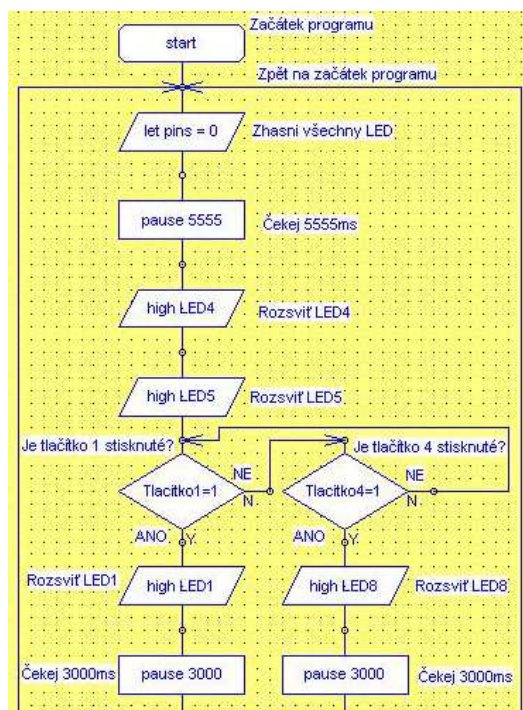 Začátek programu
start
Zpět na začátek programu
let pins = 0
Zhasni všechny LED
pause 5555
Čekej 5555ms
high LED4
Rozsviť LED4
high LED5
Rozsviť LED5
Je tlačítko 1 stisknuté?
Je tlačítko 4 stisknuté?
Tlacitko1=1
NE
N
Tlacitko4=1
NE
N
ANO
Y
ANO
Y
Rozsviť LED1
high LED1
high LED8
Rozsviť LED8
Čekej 3000ms
pause 3000
pause 3000
Čekej 3000ms